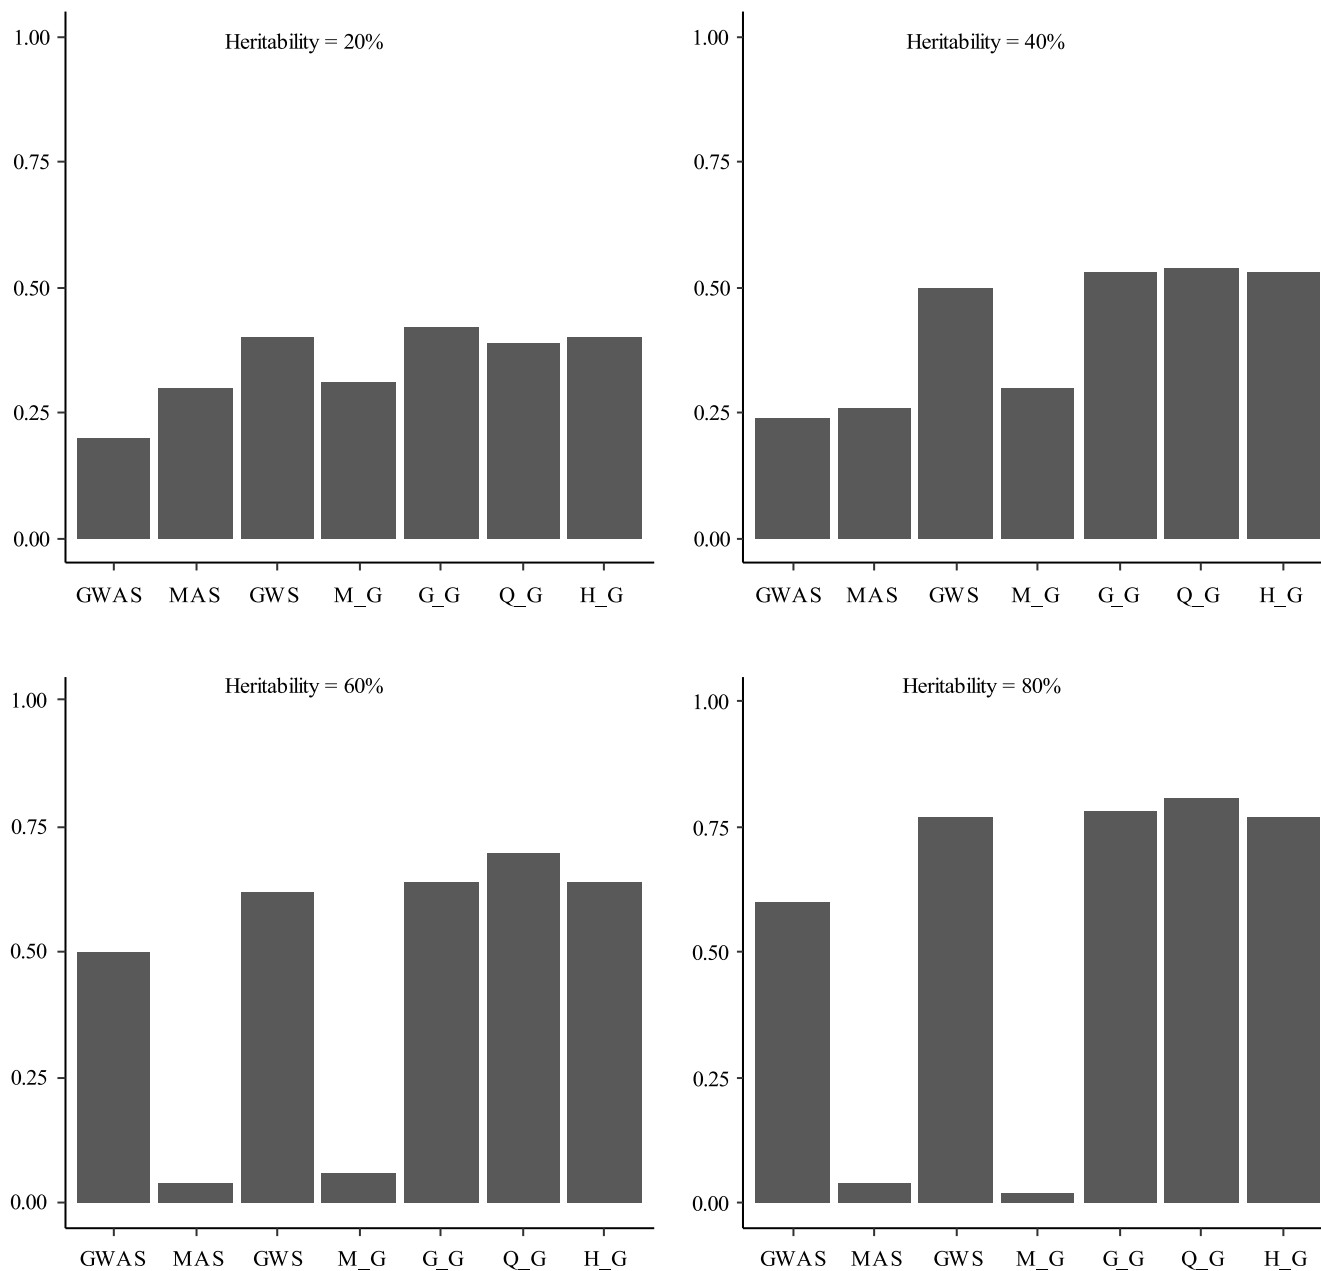 Heritability = 20%
1.00
0.75
0.50
0.25
0.00
GWAS MAS GWS M_G G_G Q_G H_G
Heritability = 40%
1.00
0.75
0.50
0.25
0.00
GWAS MAS GWS M_G G_G Q_G H_G
Heritability = 60%
1.00
0.75
0.50
0.25
0.00
GWAS MAS GWS M_G G_G Q_G H_G
Heritability = 80%
1.00
0.75
0.50
0.25
0.00
GWAS MAS GWS M_G G_G Q_G H_G